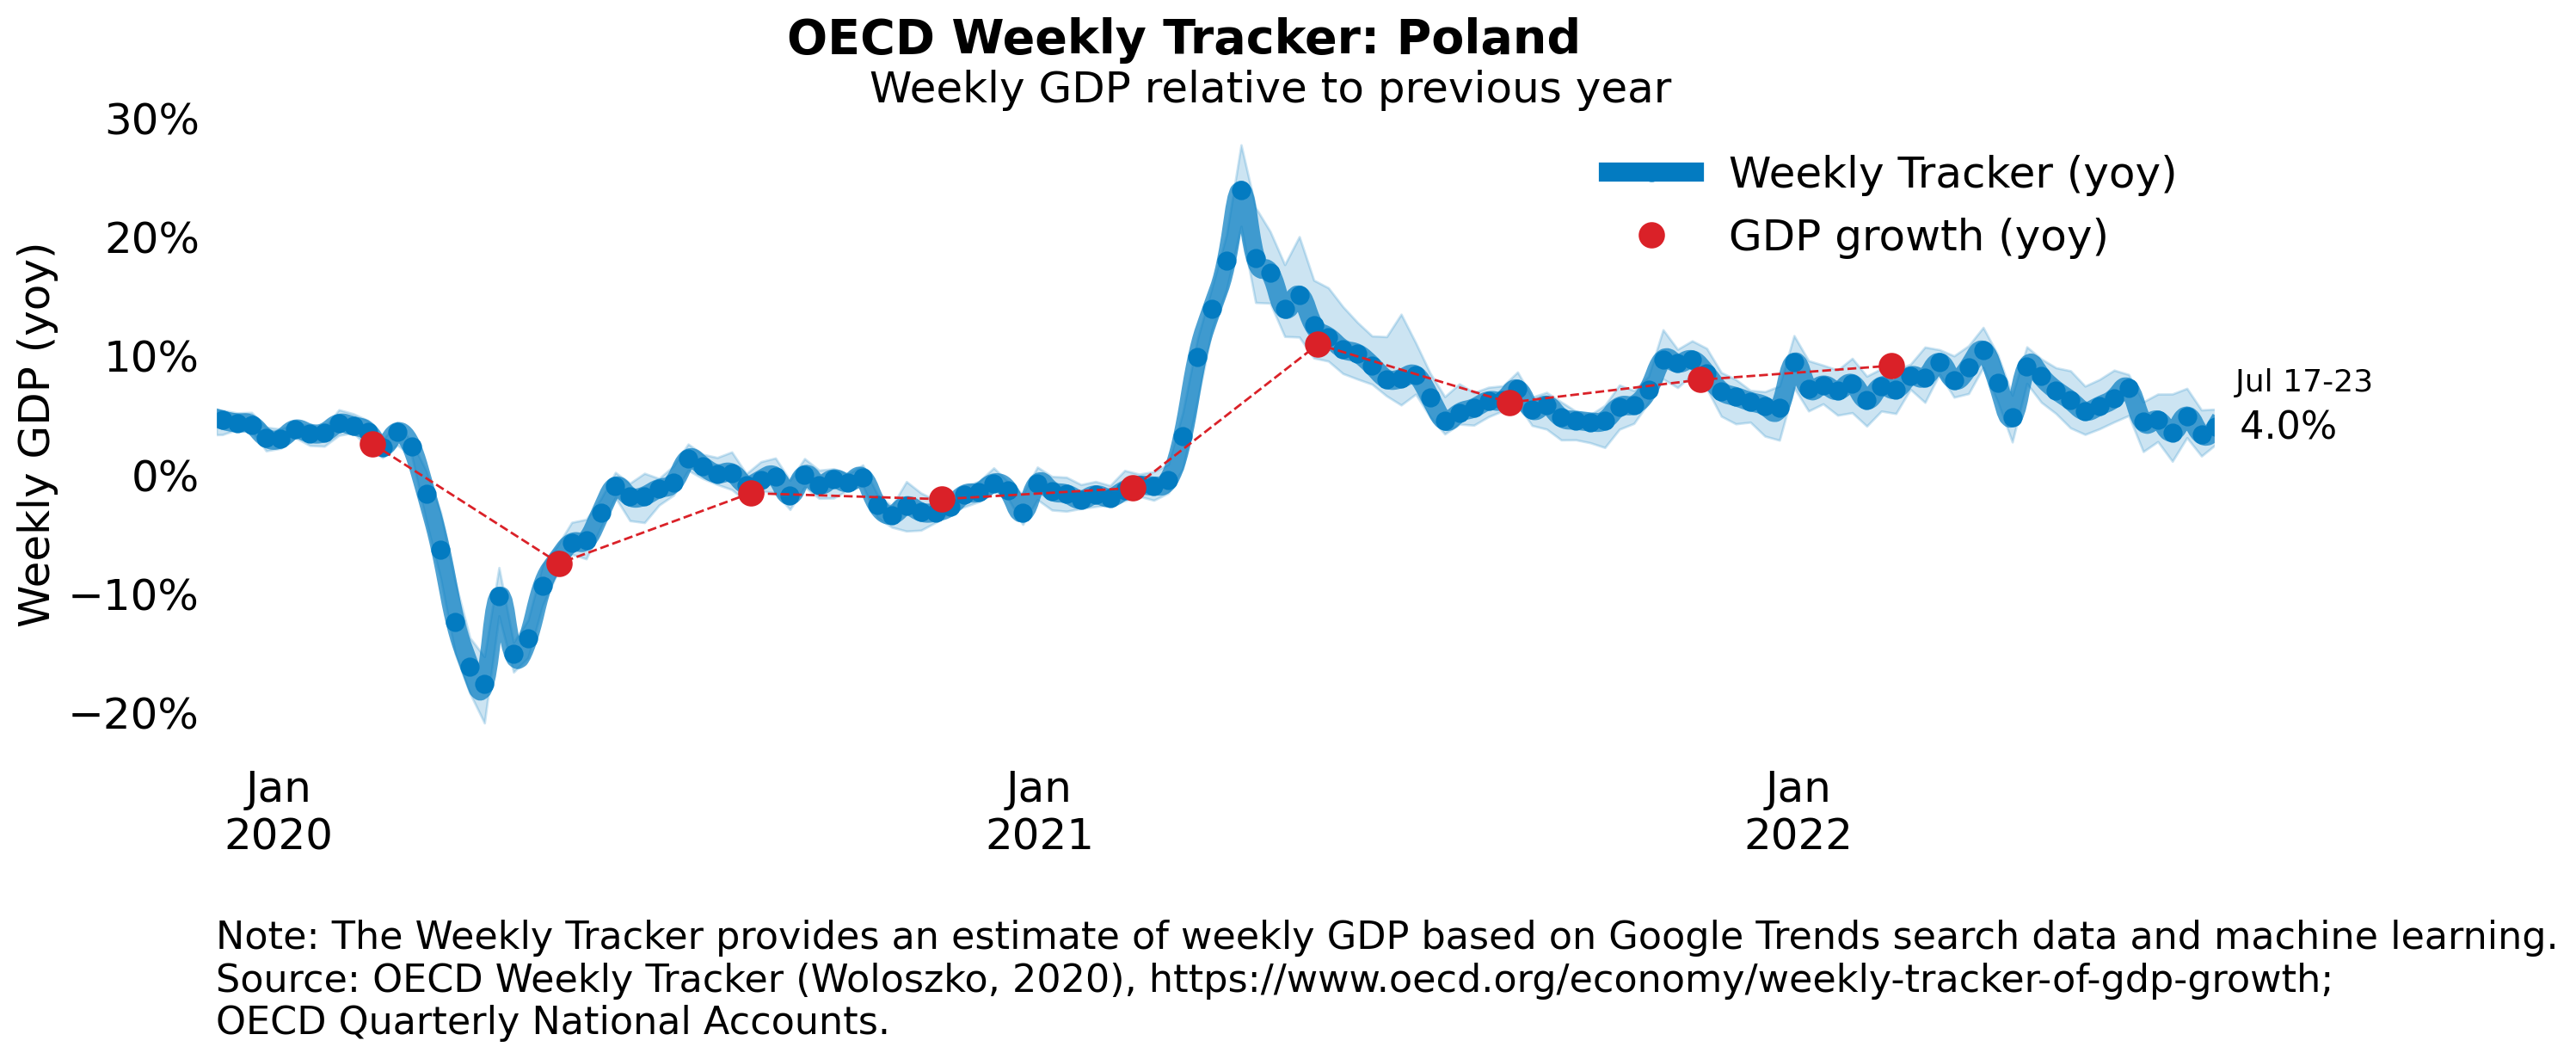 OECD Weekly Tracker: Poland
Weekly GDP relative to previous year
Weekly GDP (yoy)
30%
20%
10%
0%
−10%
−20%
Weekly Tracker (yoy)
GDP growth (yoy)
Jul 17-23
4.0%
Jan
2020
Jan
2021
Jan
2022
Note: The Weekly Tracker provides an estimate of weekly GDP based on Google Trends search data and machine learning.
Source: OECD Weekly Tracker (Woloszko, 2020), https://www.oecd.org/economy/weekly-tracker-of-gdp-growth;
OECD Quarterly National Accounts.